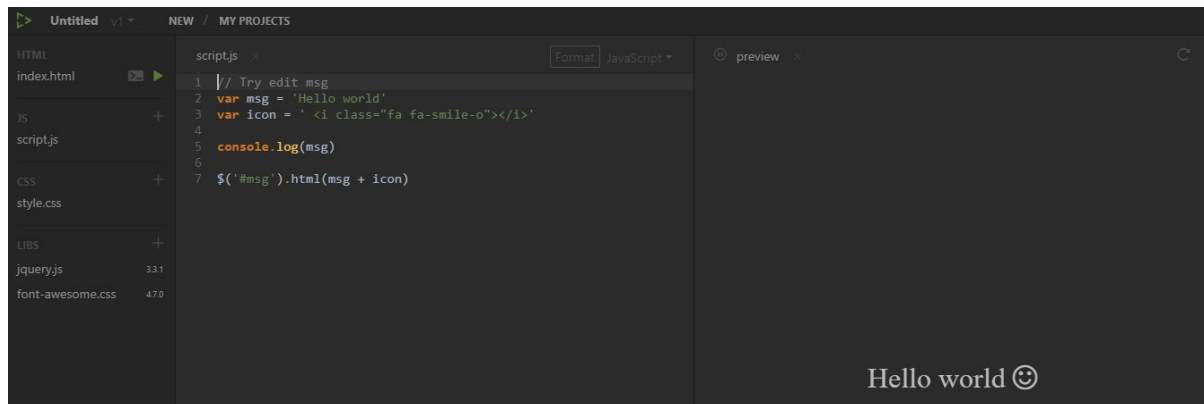 Untitled v1 NEW / MY PROJECTS
HTML
index.html
JS
script.js
CSS
style.css
LIBS
jquery.js 3.3.1
font-awesome.css 4.7.0
script.js × Format JavaScript
1 // Try edit msg
2 var msg = 'Hello world'
3 var icon = ' <i class="fa fa-smile-o"></i>'
4
5 console.log(msg)
6
7 $('#msg').html(msg + icon)
preview ×
Hello world